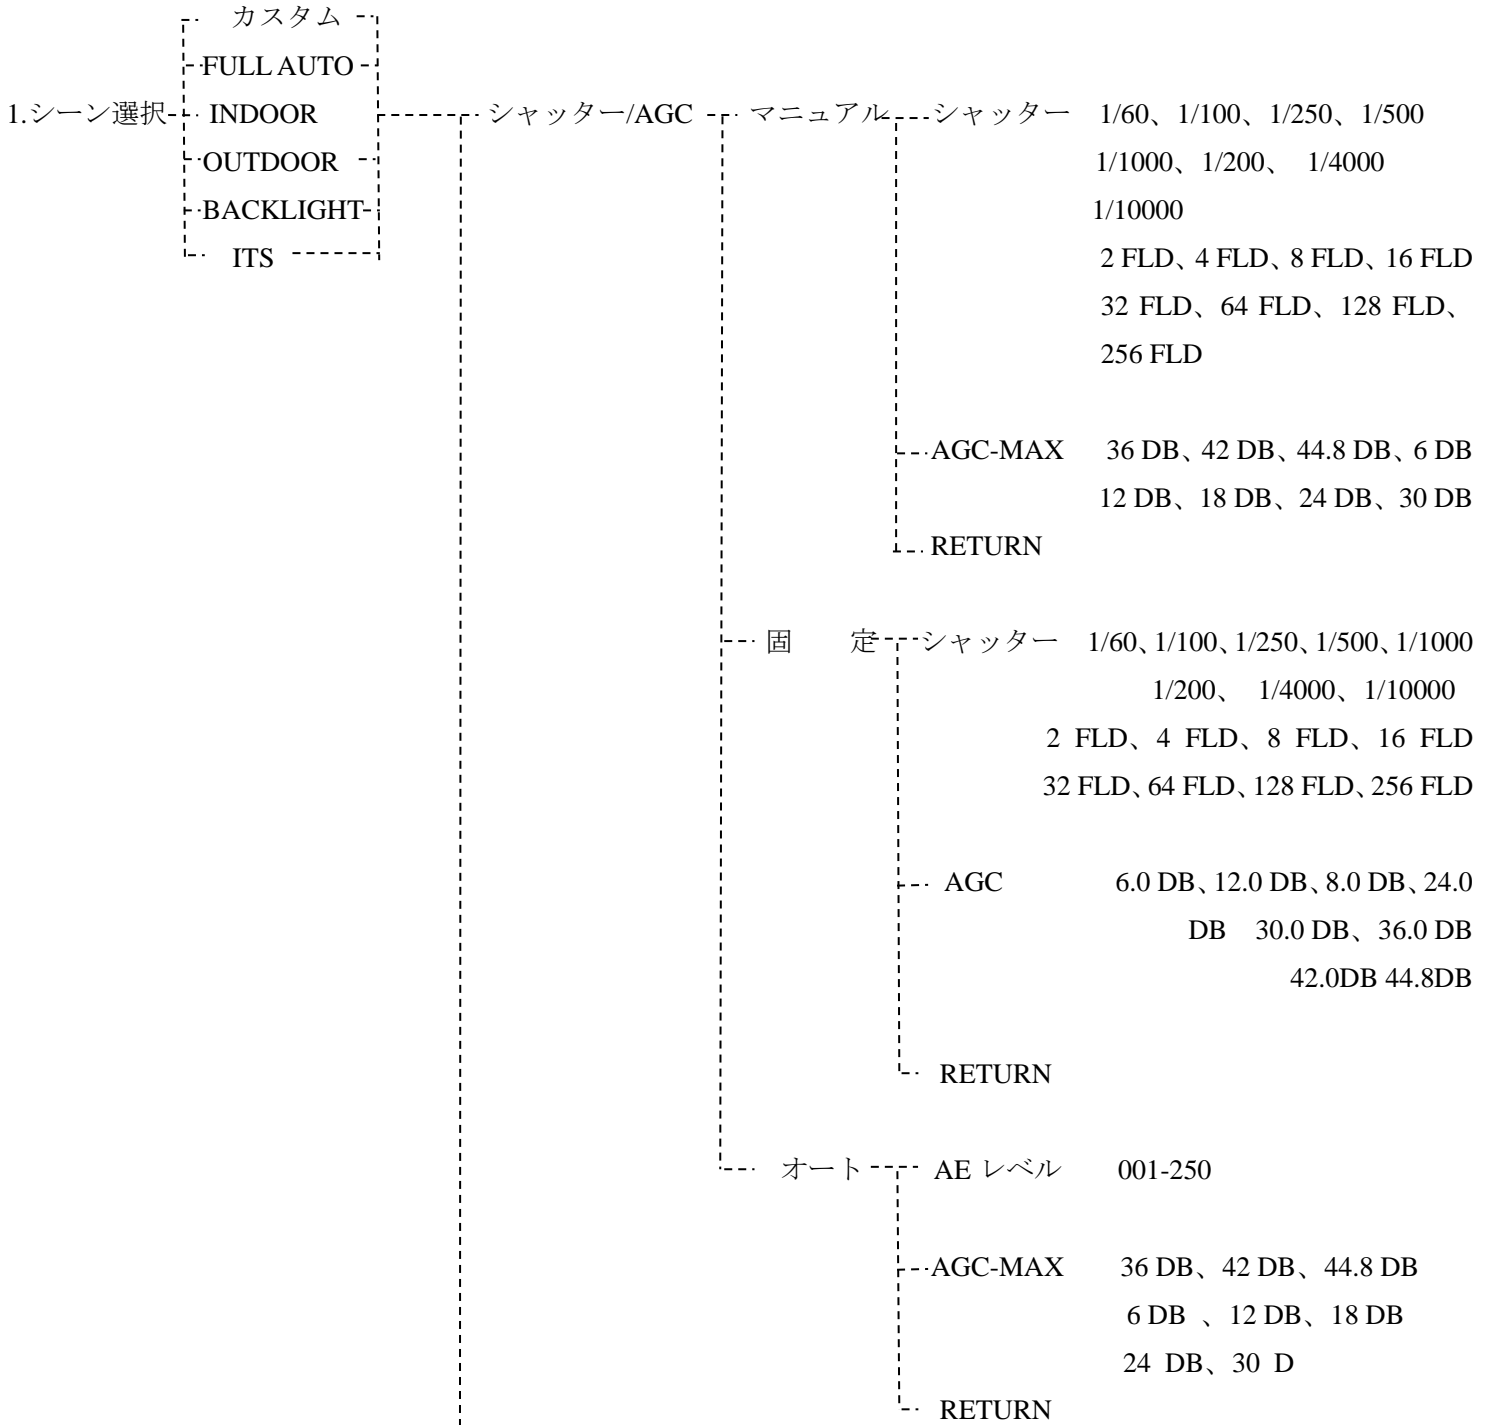 カスタム
FULL AUTO
1.シーン選択 INDOOR シャッター/AGC マニュアル シャッター 1/60、1/100、1/250、1/500
OUTDOOR 1/1000、1/200、 1/4000
BACKLIGHT 1/10000
ITS 2 FLD、4 FLD、8 FLD、16 FLD
32 FLD、64 FLD、128 FLD、
256 FLD
AGC-MAX 36 DB、42 DB、44.8 DB、6 DB
12 DB、18 DB、24 DB、30 DB
RETURN
固 定 シャッター 1/60、1/100、1/250、1/500、1/1000
1/200、 1/4000、1/10000
2 FLD、4 FLD、8 FLD、16 FLD
32 FLD、64 FLD、128 FLD、256 FLD
AGC 6.0 DB、12.0 DB、8.0 DB、24.0
DB 30.0 DB、36.0 DB
42.0DB 44.8DB
RETURN
オート AE レベル 001-250
AGC-MAX 36 DB、42 DB、44.8 DB
6 DB 、12 DB、18 DB
24 DB、30 D
RETURN